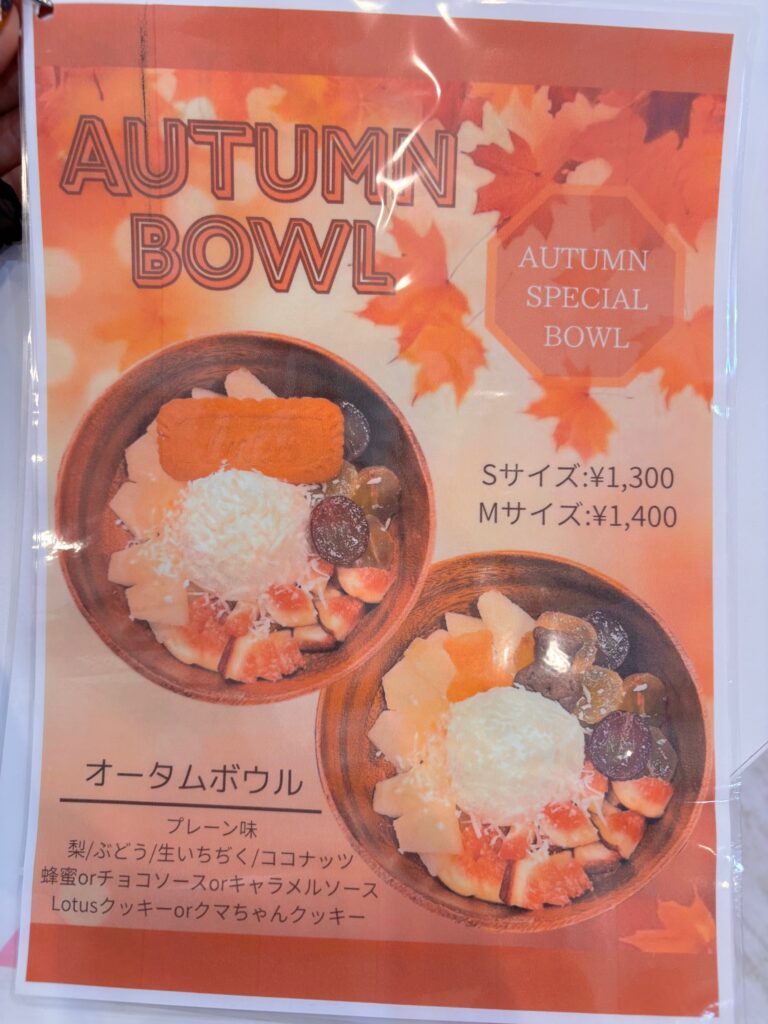 AUTUMN
BOWL
AUTUMN
SPECIAL
BOWL
Sサイズ:¥1,300
Mサイズ:¥1,400
オータムボウル
プレーン味
梨/ぶどう/生いちぢく/ココナッツ
蜂蜜orチョコソースorキャラメルソース
Lotusクッキーorクマちゃんクッキー